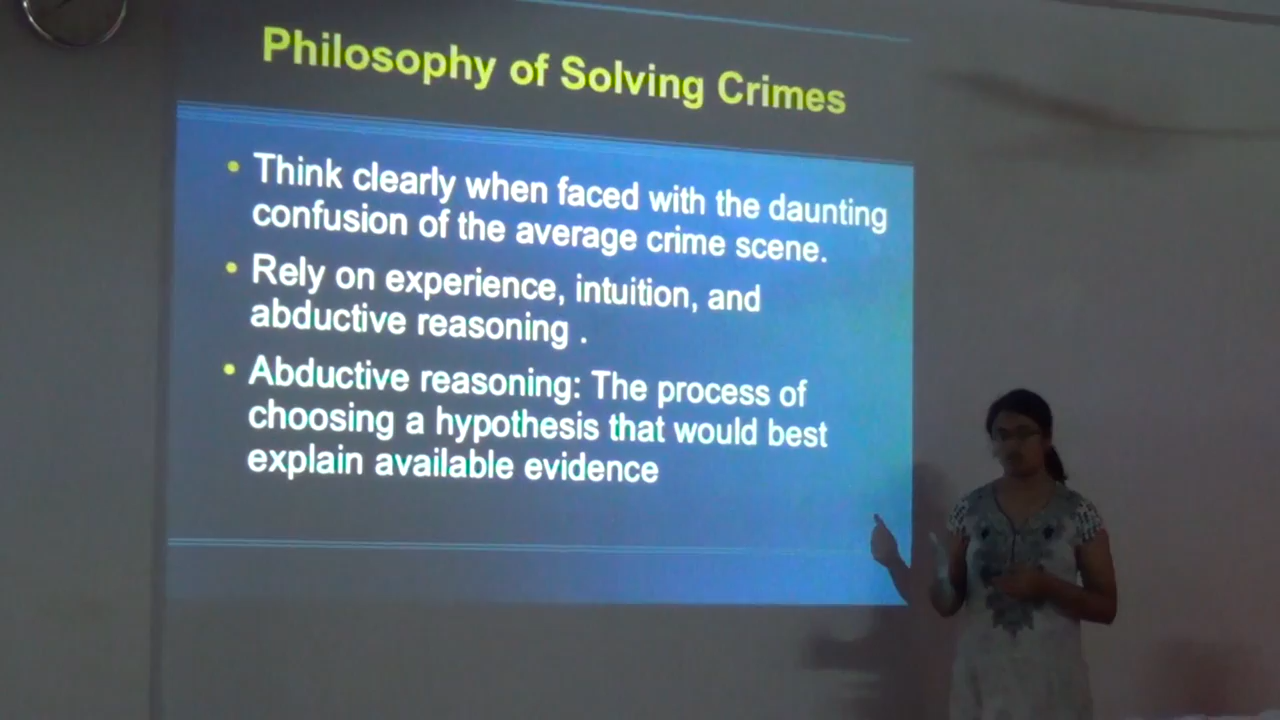 Philosophy of Solving Crimes
• Think clearly when faced with the daunting
confusion of the average crime scene.
• Rely on experience, intuition, and
abductive reasoning .
• Abductive reasoning: The process of
choosing a hypothesis that would best
explain available evidence